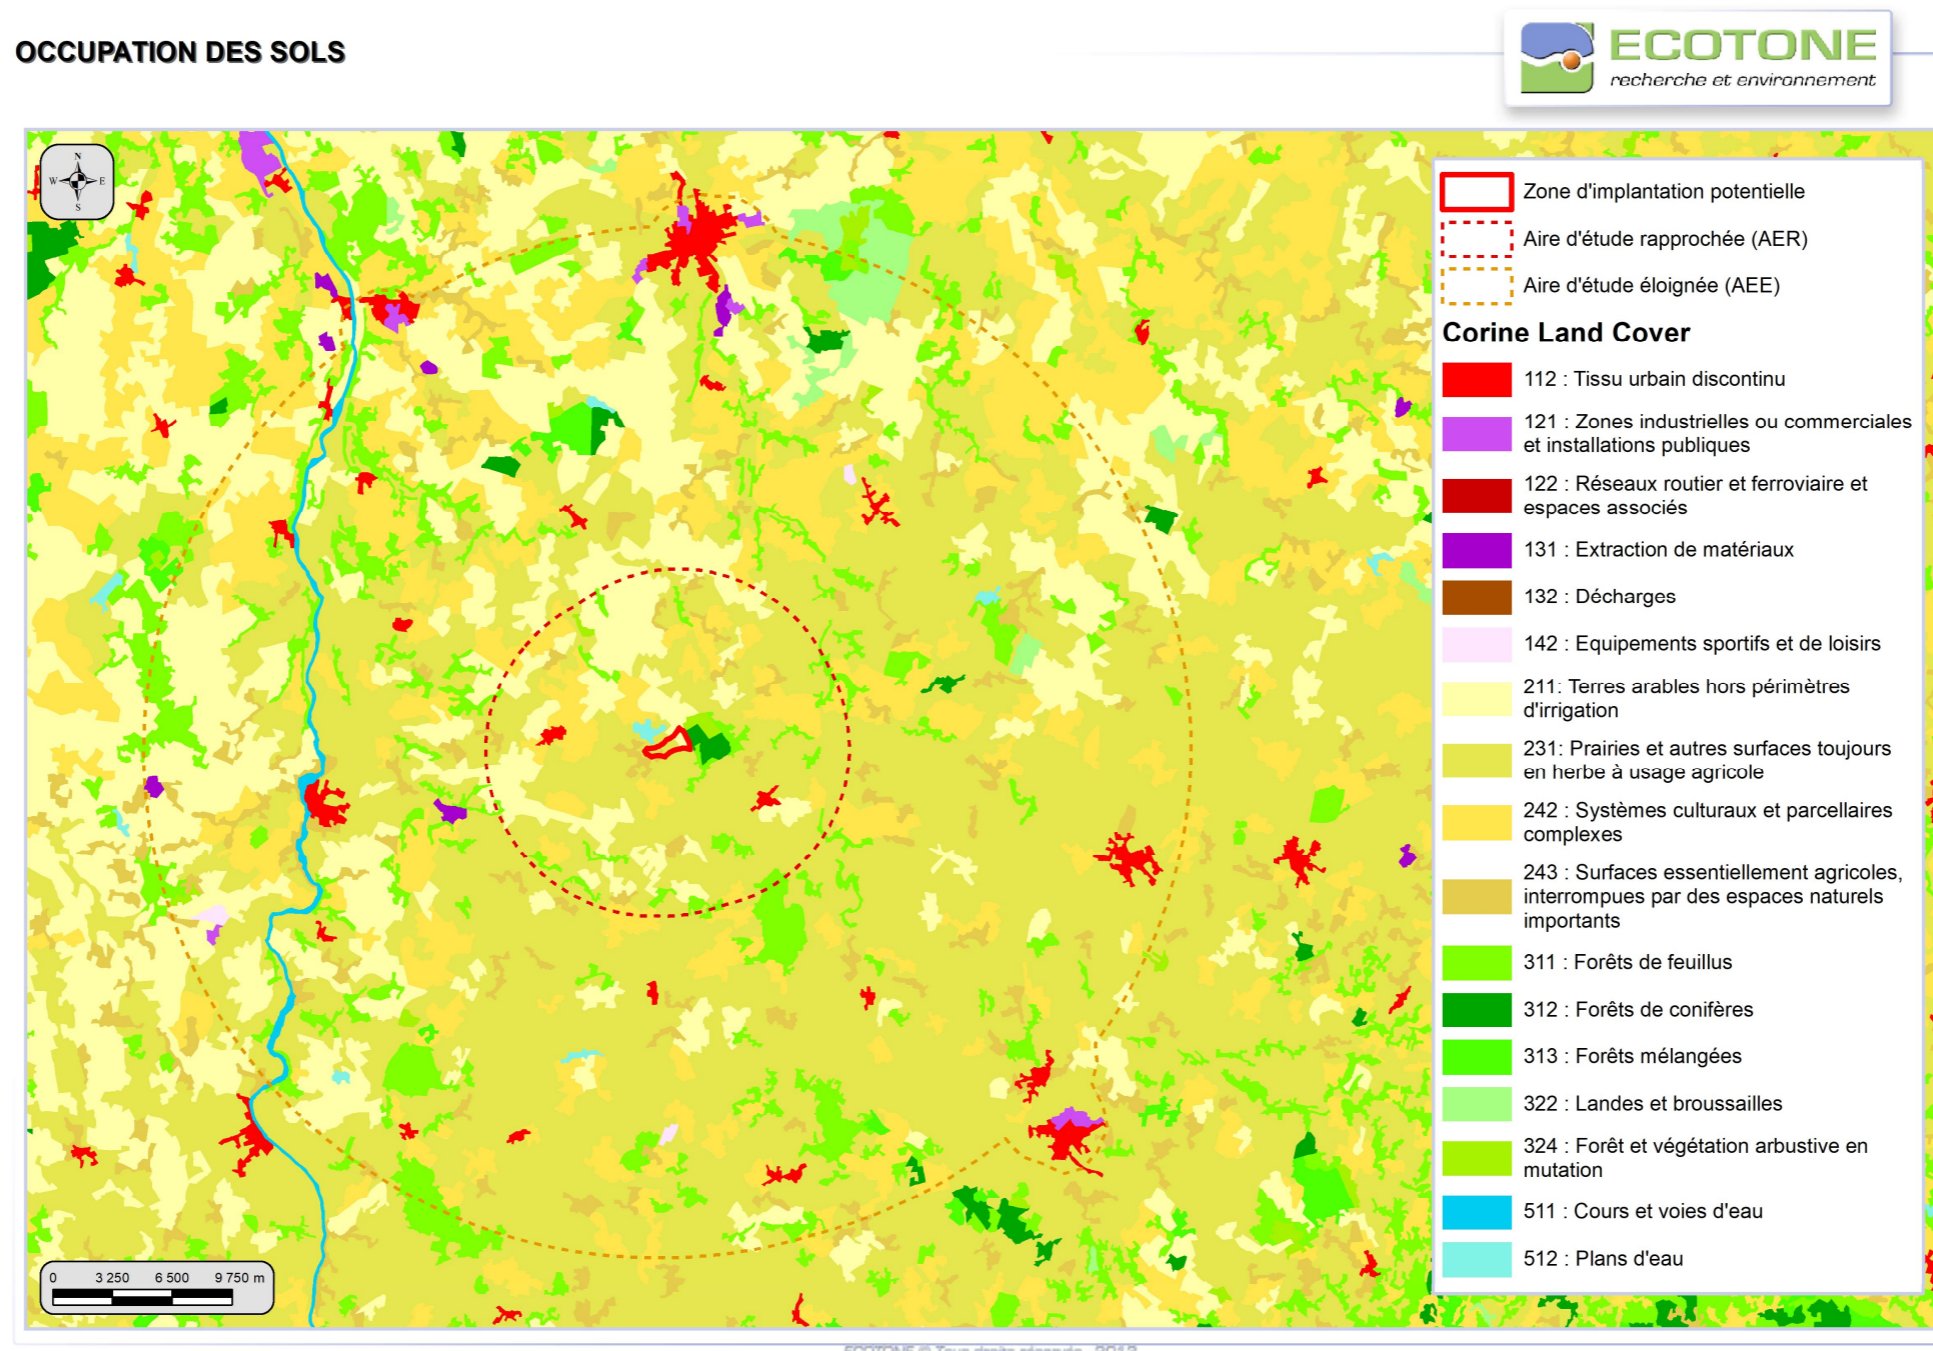 OCCUPATION DES SOLS
ECOTONE
recherche et environnement
N
W E
S
Zone d'implantation potentielle
Aire d'étude rapprochée (AER)
Aire d'étude éloignée (AEE)
Corine Land Cover
112 : Tissu urbain discontinu
121 : Zones industrielles ou commerciales
et installations publiques
122 : Réseaux routier et ferroviaire et
espaces associés
131 : Extraction de matériaux
132 : Décharges
142 : Equipements sportifs et de loisirs
211: Terres arables hors périmètres
d'irrigation
231: Prairies et autres surfaces toujours
en herbe à usage agricole
242 : Systèmes culturaux et parcellaires
complexes
243 : Surfaces essentiellement agricoles,
interrompues par des espaces naturels
importants
311 : Forêts de feuillus
312 : Forêts de conifères
313 : Forêts mélangées
322 : Landes et broussailles
324 : Forêt et végétation arbustive en
mutation
511 : Cours et voies d'eau
512 : Plans d'eau
0 3 250 6 500 9 750 m
ECOTONE © Tous droits réservés - 2013